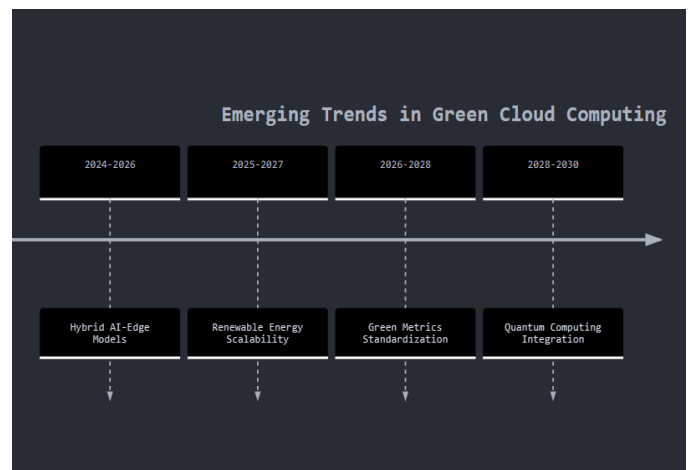 Emerging Trends in Green Cloud Computing
2024-2026
2025-2027
2026-2028
2028-2030
Hybrid AI-Edge
Models
Renewable Energy
Scalability
Green Metrics
Standardization
Quantum Computing
Integration